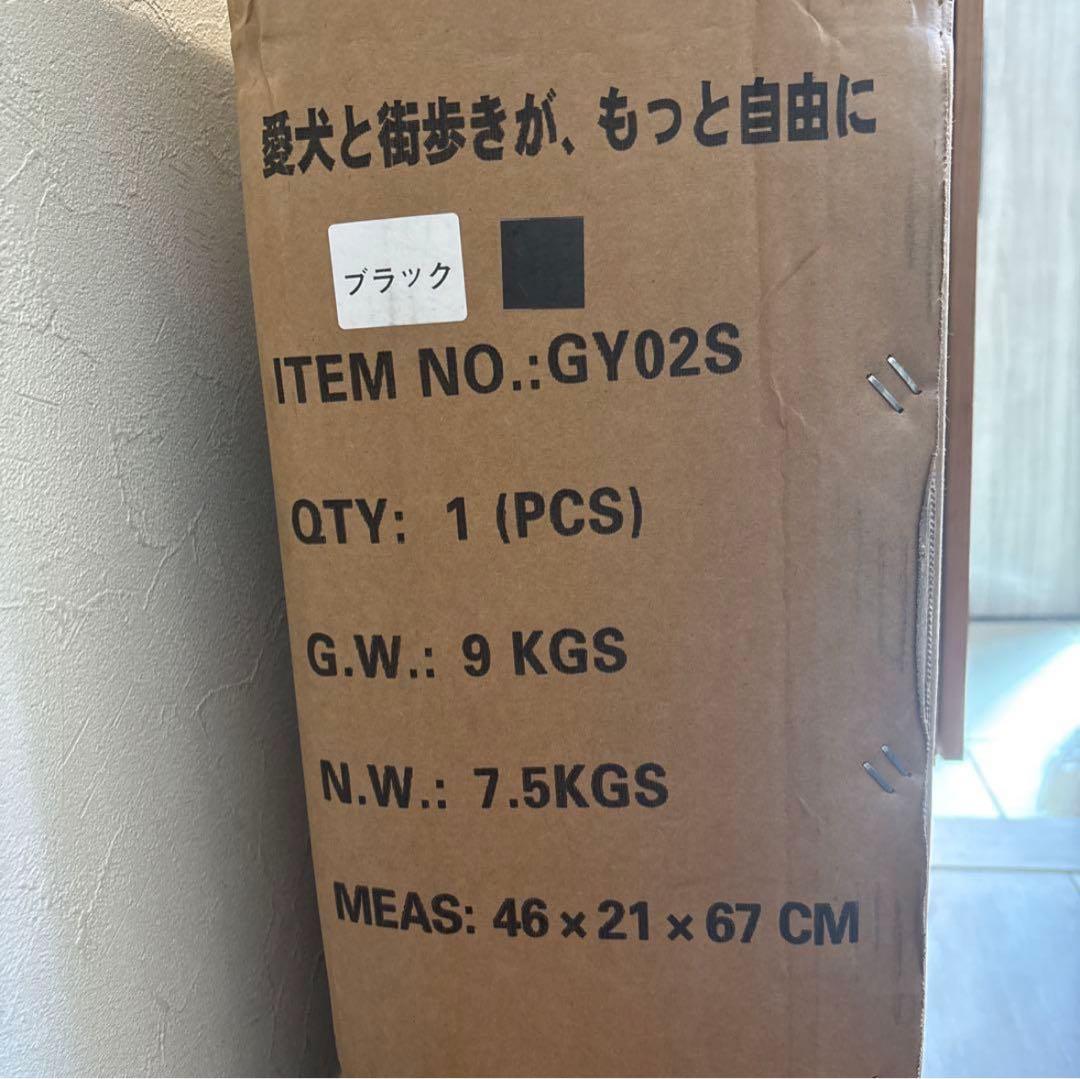 愛犬と街歩きが、もっと自由に
ブラック
ITEM NO.:GY02S
QTY: 1 (PCS)
G.W.: 9 KGS
N.W.: 7.5KGS
MEAS: 46×21×67 CM